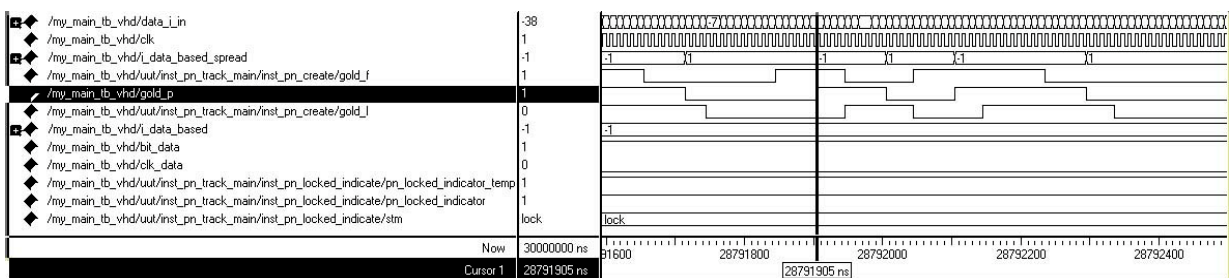 /my_main_tb_vhd/data_i_in -38 -7
/my_main_tb_vhd/clk 1
/my_main_tb_vhd/i_data_based_spread -1 -1 1 -1 1 -1 1
/my_main_tb_vhd/uut/inst_pn_track_main/inst_pn_create/gold_f 1
/my_main_tb_vhd/gold_p 1
/my_main_tb_vhd/uut/inst_pn_track_main/inst_pn_create/gold_l 0
/my_main_tb_vhd/i_data_based -1 -1
/my_main_tb_vhd/bit_data 1
/my_main_tb_vhd/clk_data 0
/my_main_tb_vhd/uut/inst_pn_track_main/inst_pn_locked_indicate/pn_locked_indicator_temp 1
/my_main_tb_vhd/uut/inst_pn_track_main/inst_pn_locked_indicate/pn_locked_indicator 1
/my_main_tb_vhd/uut/inst_pn_track_main/inst_pn_locked_indicate/stm lock lock
Now 30000000 ns 91600 28791800 28792000 28792200 28792400
Cursor 1 28791905 ns 28791905 ns